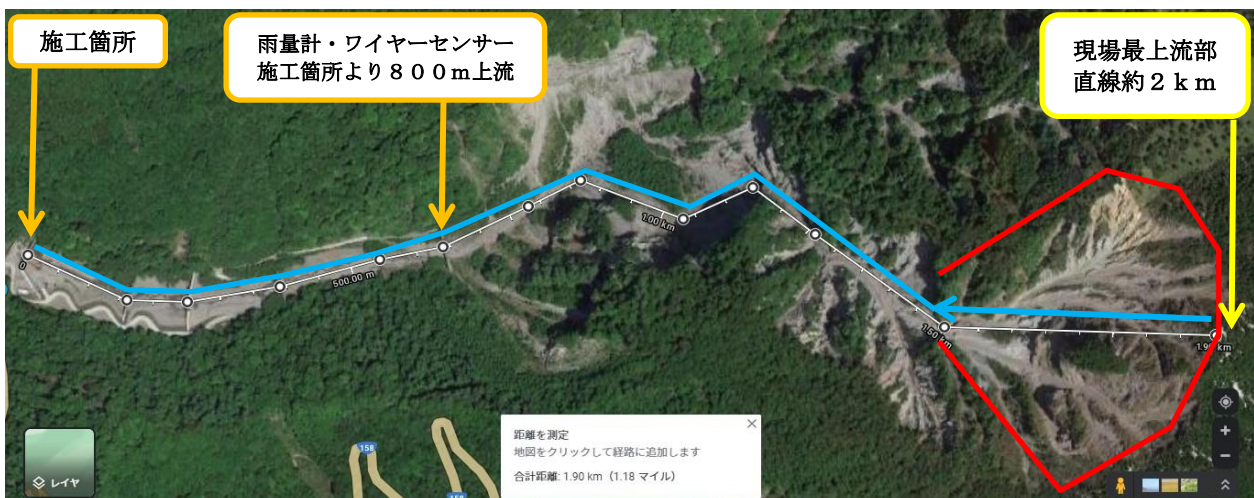 施工箇所
雨量計・ワイヤーセンサー
施工箇所より８００ｍ上流
現場最上流部
直線約２ｋｍ
0
500.00 m
1.00 km
1.50 km
1.90 km
158
158
レイヤ
距離を測定
地図をクリックして経路に追加します
合計距離: 1.90 km（1.18 マイル）